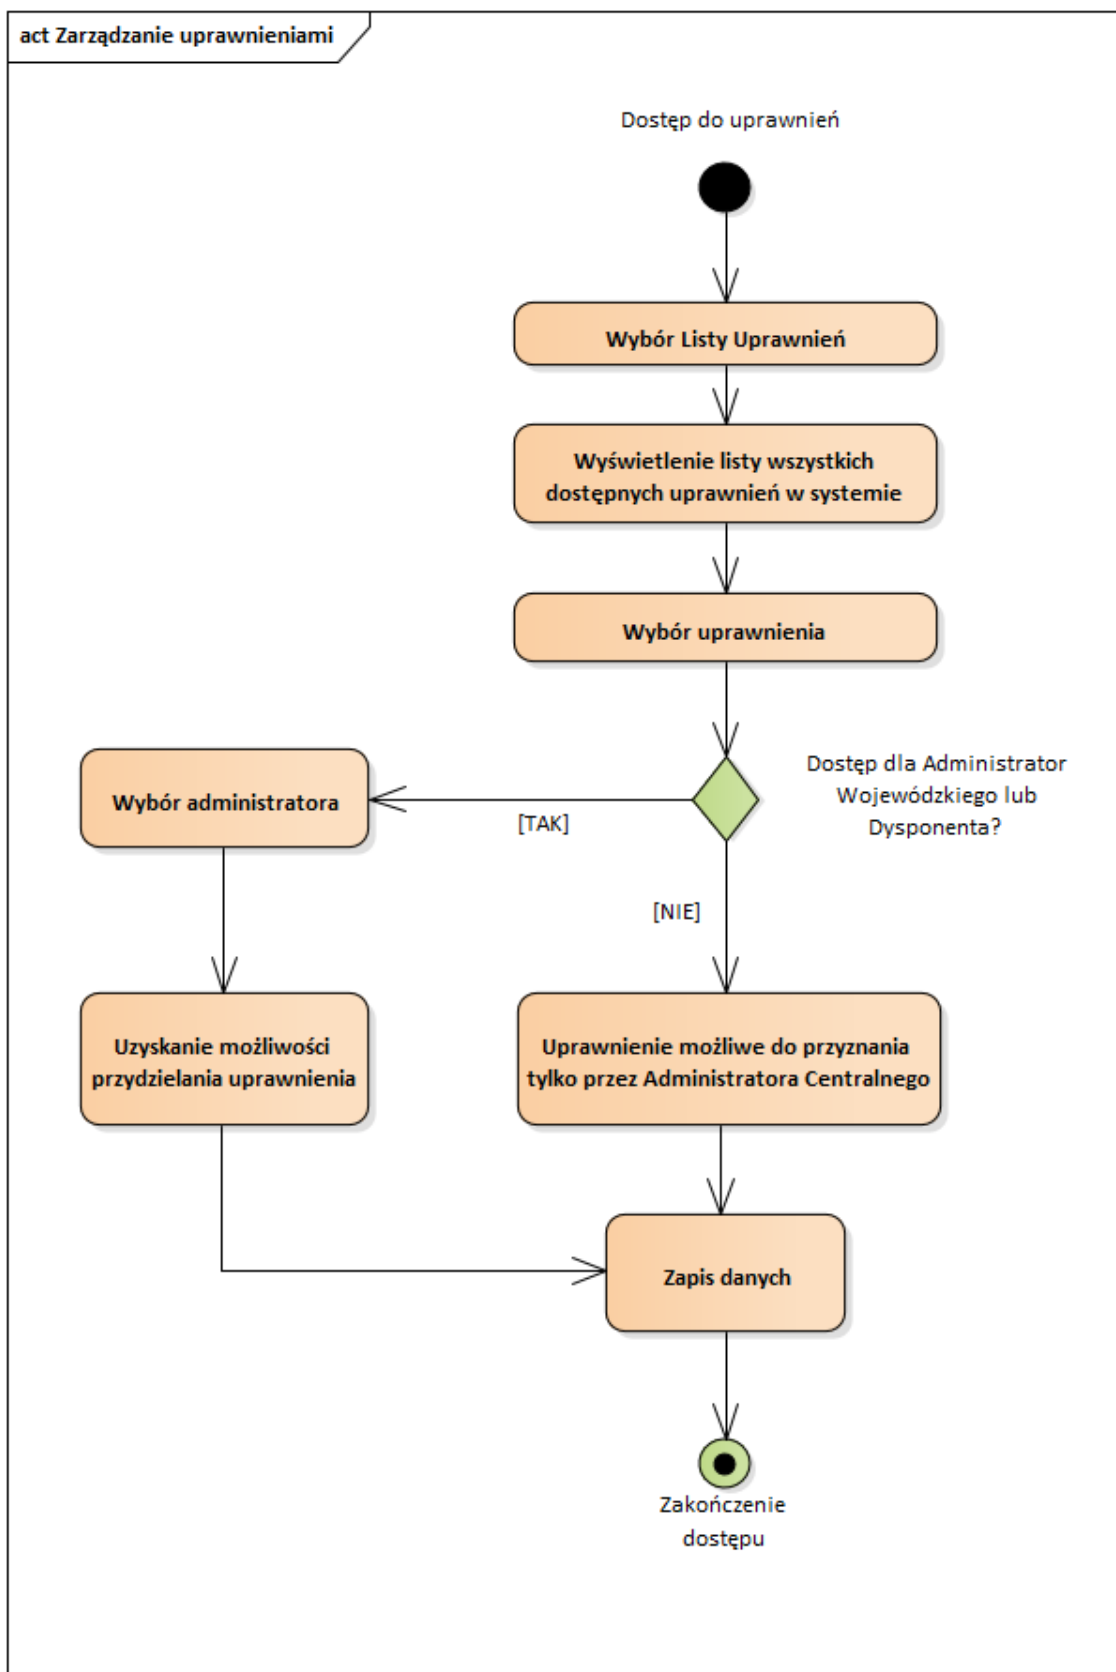 act Zarządzanie uprawnieniami
Dostęp do uprawnień
Wybór Listy Uprawnień
Wyświetlenie listy wszystkich
dostępnych uprawnień w systemie
Wybór uprawnienia
Dostęp dla Administrator
Wojewódzkiego lub
Dysponenta?
Wybór administratora
[TAK]
[NIE]
Uzyskanie możliwości
przydzielania uprawnienia
Uprawnienie możliwe do przyznania
tylko przez Administratora Centralnego
Zapis danych
Zakończenie
dostępu